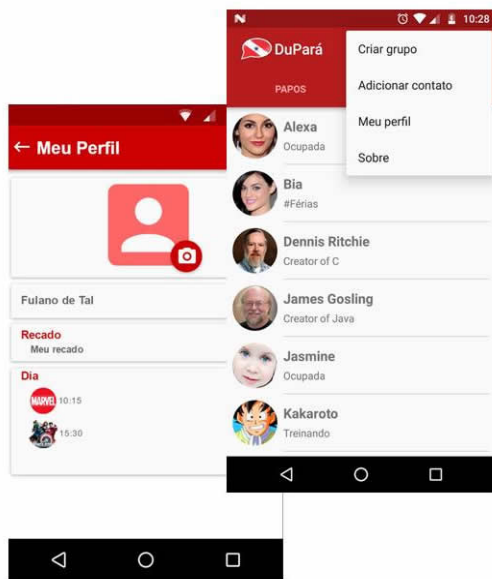 Meu Perfil
Fulano de Tal
Recado
Meu recado
Dia
MARVEL 10:15
15:30
N 10:28
DuPará
PAPOS
Criar grupo
Adicionar contato
Meu perfil
Sobre
Alexa
Ocupada
Bia
#Férias
Dennis Ritchie
Creator of C
James Gosling
Creator of Java
Jasmine
Ocupada
Kakaroto
Treinando